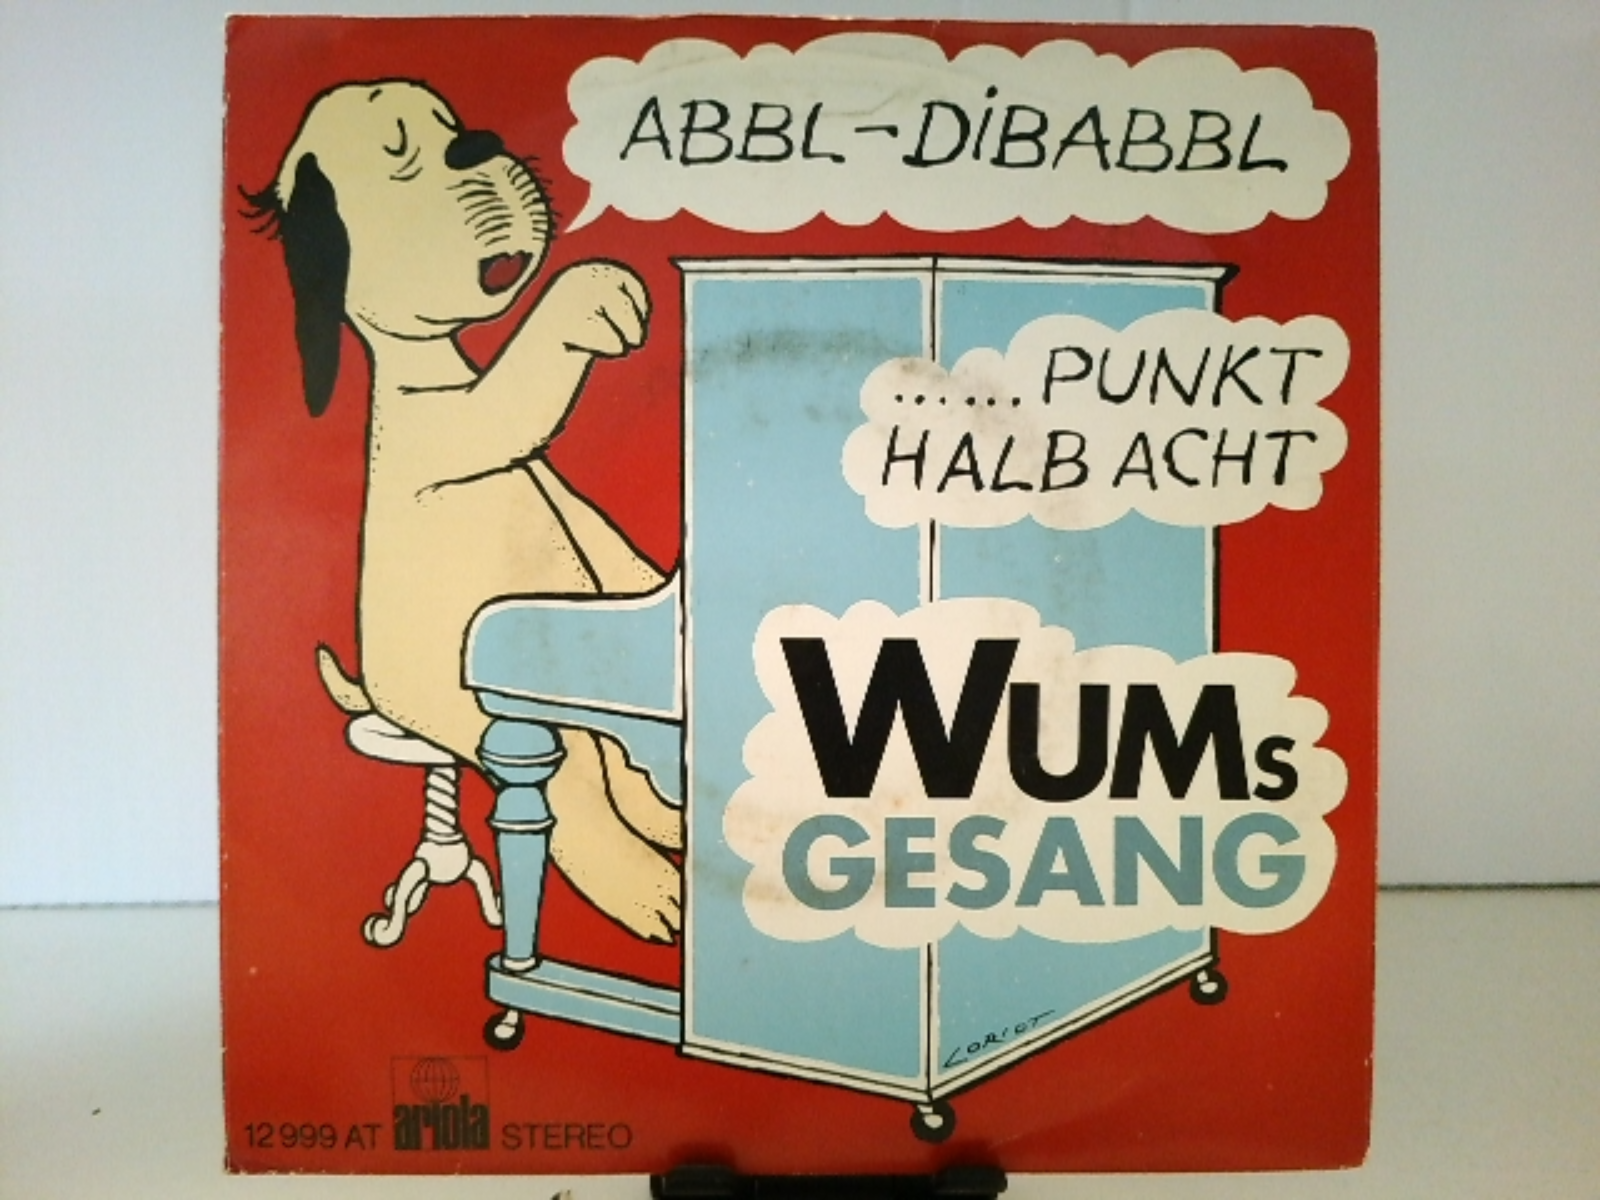 ABBL-DiBABBL
...... PUNKT
HALB ACHT
WUMs
GESANG
LORIOT
12 999 AT ariola STEREO